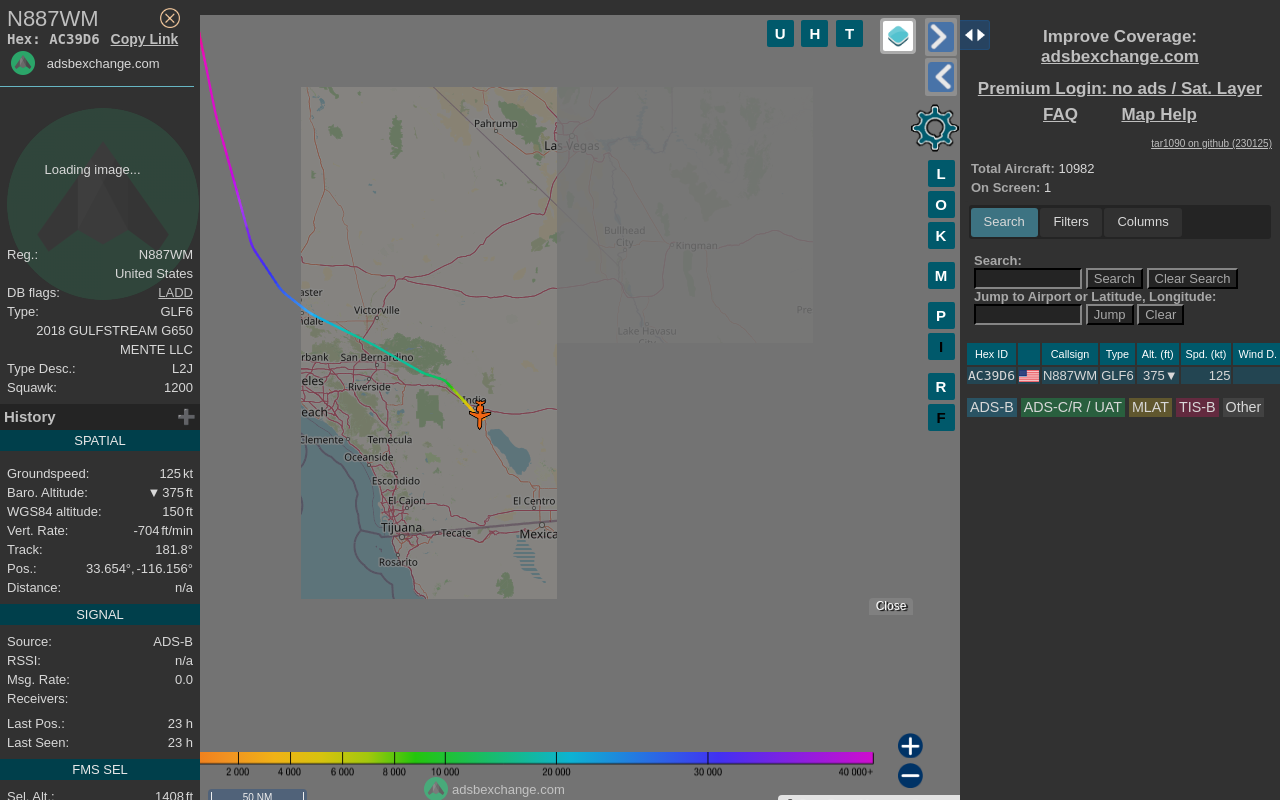 N887WM
Hex: AC39D6 Copy Link
adsbexchange.com
Loading image...
Reg.: N887WM
United States
DB flags: LADD
Type: GLF6
2018 GULFSTREAM G650
MENTE LLC
Type Desc.: L2J
Squawk: 1200
History
SPATIAL
Groundspeed: 125 kt
Baro. Altitude: ▼ 375 ft
WGS84 altitude: 150 ft
Vert. Rate: -704 ft/min
Track: 181.8°
Pos.: 33.654°, -116.156°
Distance: n/a
SIGNAL
Source: ADS-B
RSSI: n/a
Msg. Rate: 0.0
Receivers:
Last Pos.: 23 h
Last Seen: 23 h
FMS SEL
Sel. Alt.: 1408 ft
U H T
L
O
K
M
P
I
R
F
Pahrump
Las Vegas
Bullhead
City
Kingman
Lake Havasu
City
Pre
aster
dale
Victorville
rbank
San Bernardino
eles
Riverside
Indio
each
Clemente
Temecula
Oceanside
Escondido
El Cajon
El Centro
Tijuana
Tecate
Mexica
Rosarito
Close
2 000 4 000 6 000 8 000 10 000 20 000 30 000 40 000+
adsbexchange.com
50 NM
Improve Coverage:
adsbexchange.com
Premium Login: no ads / Sat. Layer
FAQ Map Help
tar1090 on github (230125)
Total Aircraft: 10982
On Screen: 1
Search Filters Columns
Search:
Search Clear Search
Jump to Airport or Latitude, Longitude:
Jump Clear
Hex ID Callsign Type Alt. (ft) Spd. (kt) Wind D.
AC39D6 N887WM GLF6 375▼ 125
ADS-B ADS-C/R / UAT MLAT TIS-B Other